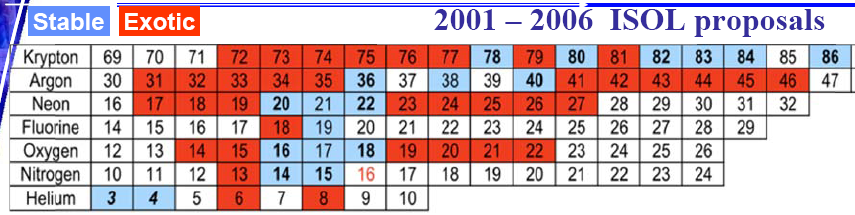 Stable Exotic 2001 – 2006 ISOL proposals
Krypton 69 70 71 72 73 74 75 76 77 78 79 80 81 82 83 84 85 86
Argon 30 31 32 33 34 35 36 37 38 39 40 41 42 43 44 45 46 47
Neon 16 17 18 19 20 21 22 23 24 25 26 27 28 29 30 31 32
Fluorine 14 15 16 17 18 19 20 21 22 23 24 25 26 27 28 29
Oxygen 12 13 14 15 16 17 18 19 20 21 22 23 24 25 26
Nitrogen 10 11 12 13 14 15 16 17 18 19 20 21 22 23 24
Helium 3 4 5 6 7 8 9 10